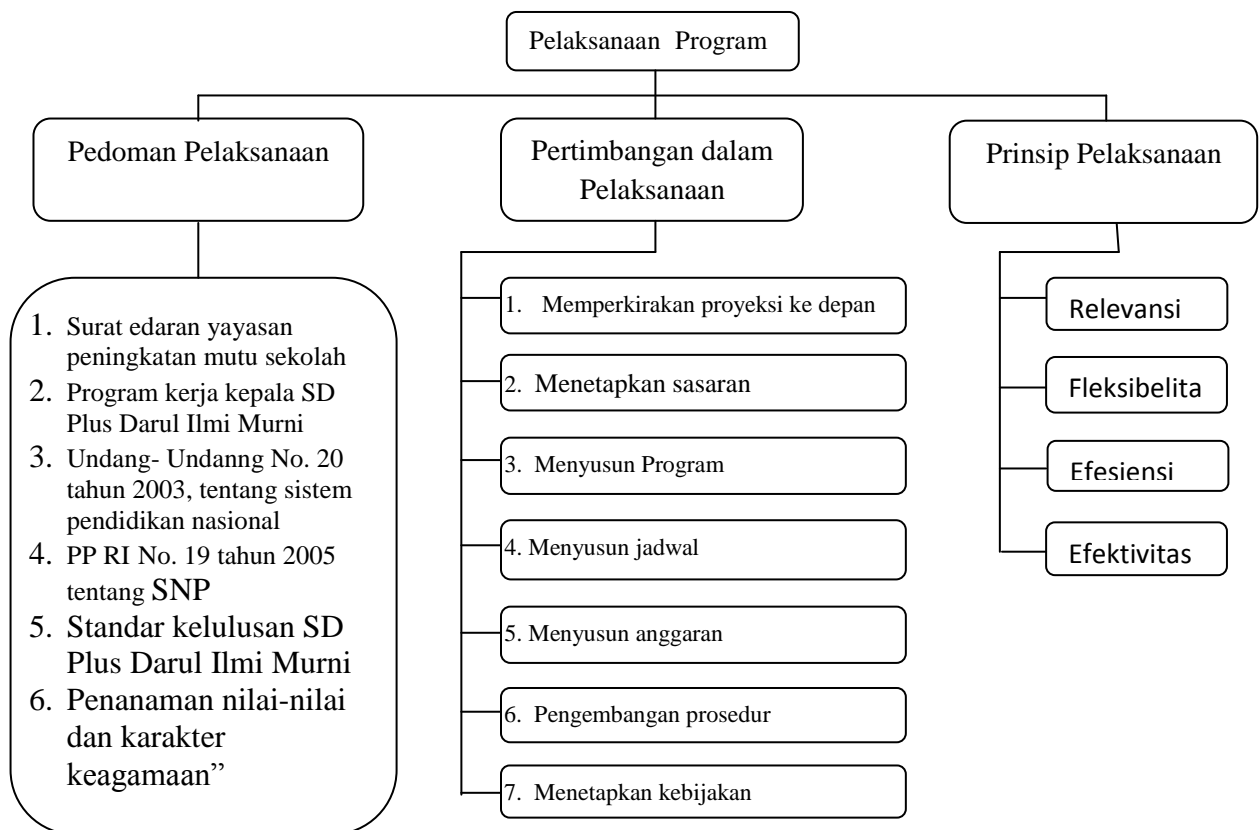 Pelaksanaan Program
Pedoman Pelaksanaan
Pertimbangan dalam
Pelaksanaan
Prinsip Pelaksanaan
1. Surat edaran yayasan
peningkatan mutu sekolah
2. Program kerja kepala SD
Plus Darul Ilmi Murni
3. Undang- Undanng No. 20
tahun 2003, tentang sistem
pendidikan nasional
4. PP RI No. 19 tahun 2005
tentang SNP
5. Standar kelulusan SD
Plus Darul Ilmi Murni
6. Penanaman nilai-nilai
dan karakter
keagamaan”
1. Memperkirakan proyeksi ke depan
2. Menetapkan sasaran
3. Menyusun Program
4. Menyusun jadwal
5. Menyusun anggaran
6. Pengembangan prosedur
7. Menetapkan kebijakan
Relevansi
Fleksibelita
Efesiensi
Efektivitas